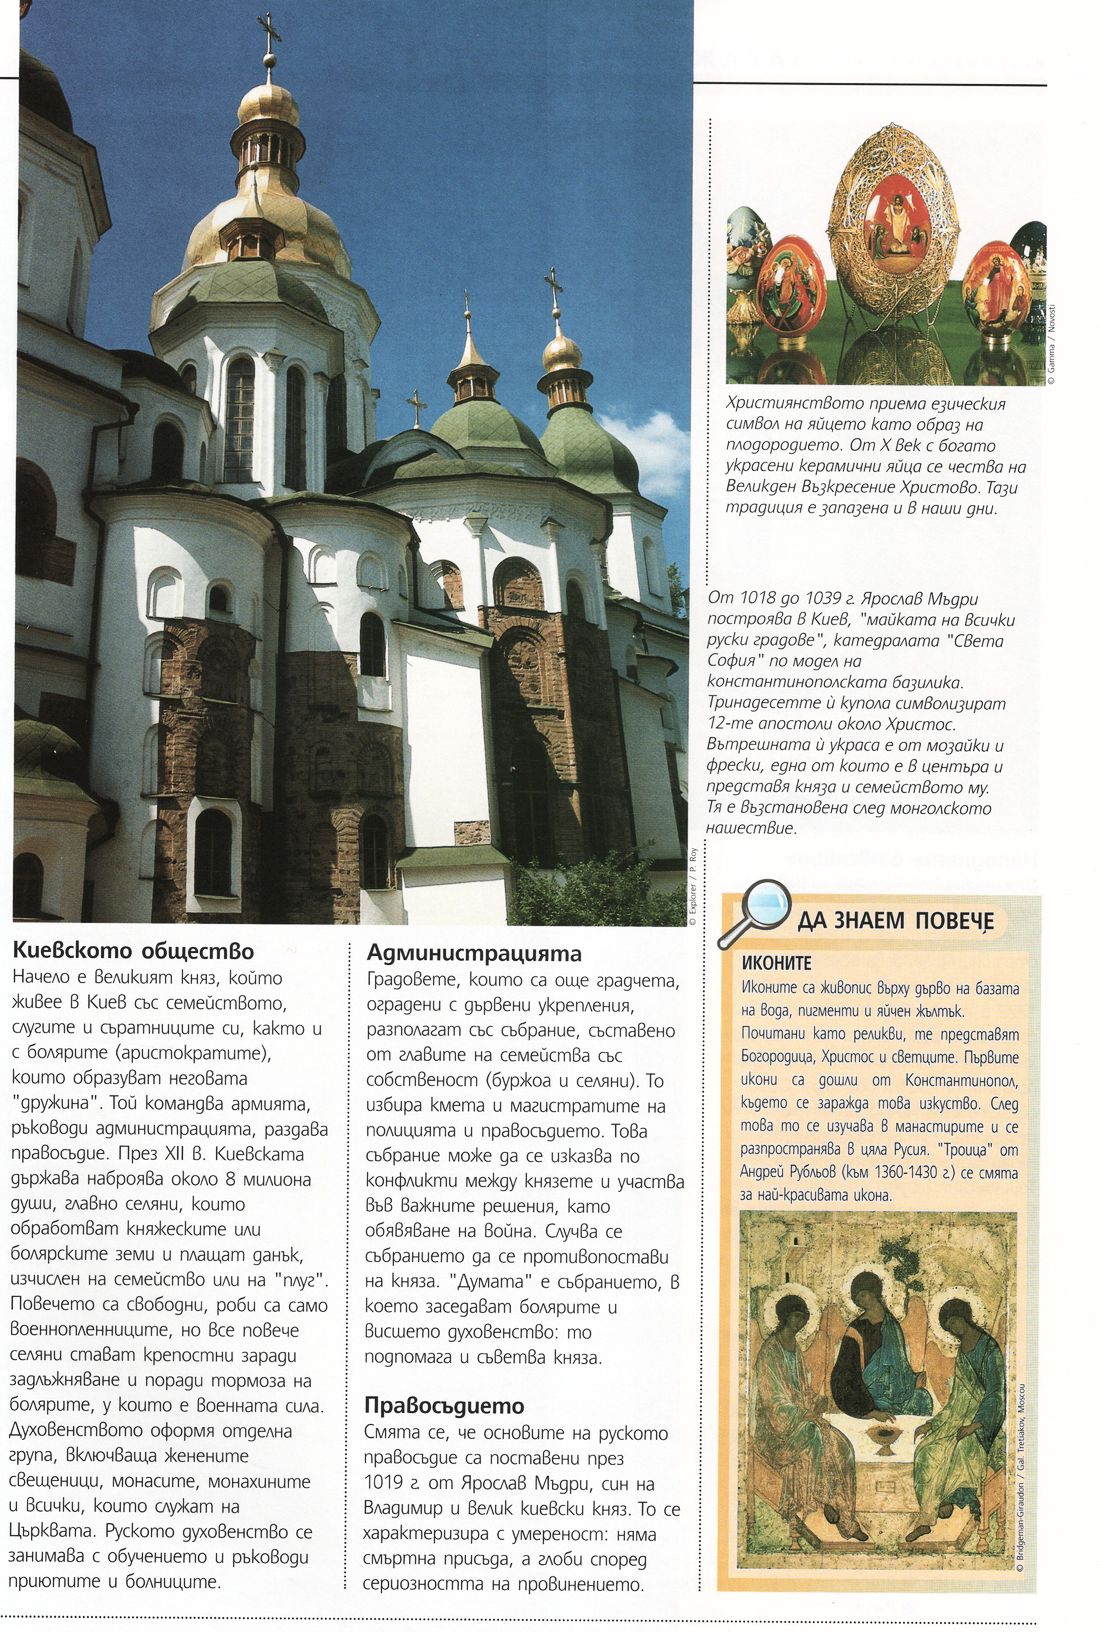 © Gamma / Novosti
Християнството приема езическия
символ на яйцето като образ на
плодородието. От X век с богато
украсени керамични яйца се чества на
Великден Възкресение Христово. Тази
традиция е запазена и в наши дни.
От 1018 до 1039 г. Ярослав Мъдри
построява в Киев, "майката на всички
руски градове", катедралата "Света
София" по модел на
константинополската базилика.
Тринадесетте ѝ купола символизират
12-те апостоли около Христос.
Вътрешната ѝ украса е от мозайки и
фрески, една от които е в центъра и
представя княза и семейството му.
Тя е възстановена след монголското
нашествие.
© Explorer / P. Roy
Киевското общество
Начело е великият княз, който
живее в Киев със семейството,
слугите и съратниците си, както и
с болярите (аристократите),
които образуват неговата
"дружина". Той командва армията,
ръководи администрацията, раздава
правосъдие. През XII в. Киевската
държава наброява около 8 милиона
души, главно селяни, които
обработват княжеските или
болярските земи и плащат данък,
изчислен на семейство или на "плуг".
Повечето са свободни, роби са само
военнопленниците, но все повече
селяни стават крепостни заради
задлъжняване и поради тормоза на
болярите, у които е военната сила.
Духовенството оформя отделна
група, включваща женените
свещеници, монасите, монахините
и всички, които служат на
Църквата. Руското духовенство се
занимава с обучението и ръководи
приютите и болниците.
Администрацията
Градовете, които са още градчета,
оградени с дървени укрепления,
разполагат със събрание, съставено
от главите на семейства със
собственост (буржоа и селяни). То
избира кмета и магистратите на
полицията и правосъдието. Това
събрание може да се изказва по
конфликти между князете и участва
във важните решения, като
обявяване на война. Случва се
събранието да се противопостави
на княза. "Думата" е събранието, в
което заседават болярите и
висшето духовенство: то
подпомага и съветва княза.
Правосъдието
Смята се, че основите на руското
правосъдие са поставени през
1019 г. от Ярослав Мъдри, син на
Владимир и велик киевски княз. То се
характеризира с умереност: няма
смъртна присъда, а глоби според
сериозността на провинението.
ДА ЗНАЕМ ПОВЕЧЕ
ИКОНИТЕ
Иконите са живопис върху дърво на базата
на вода, пигменти и яйчен жълтък.
Почитани като реликви, те представят
Богородица, Христос и светците. Първите
икони са дошли от Константинопол,
където се заражда това изкуство. След
това то се изучава в манастирите и се
разпространява в цяла Русия. "Троица" от
Андрей Рубльов (към 1360-1430 г.) се смята
за най-красивата икона.
© Bridgeman-Giraudon / Gal. Tretiakov, Moscou